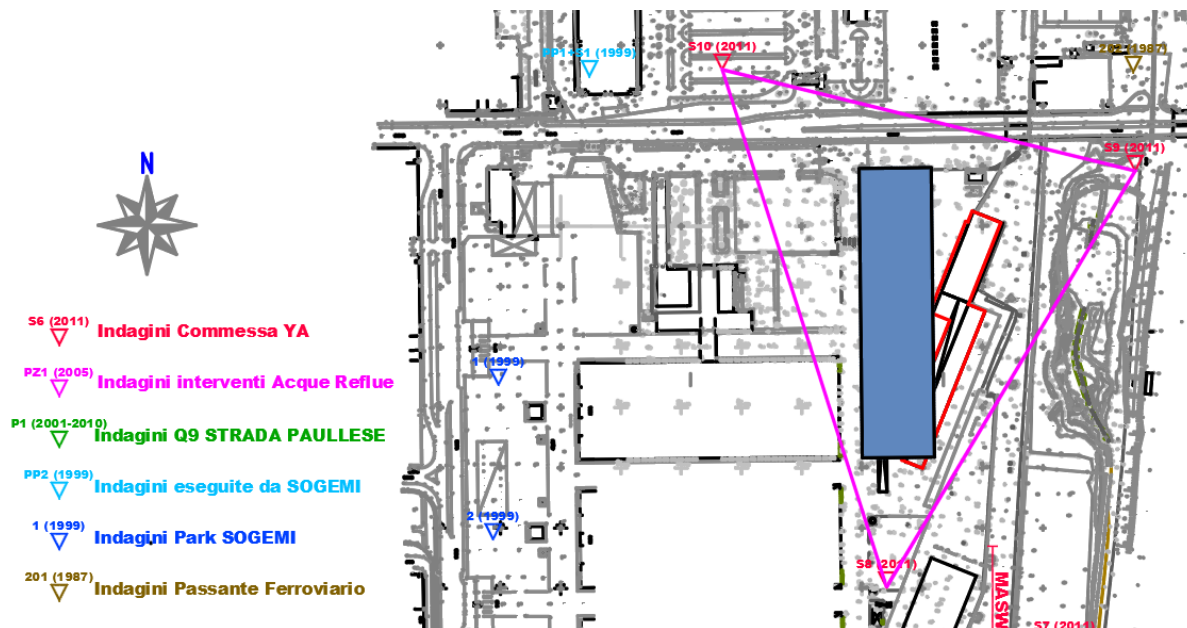 PP1+S1 (1999)
S10 (2011)
202 (1987)
S9 (2011)
N
S6 (2011)
Indagini Commessa YA
PZ1 (2005)
Indagini interventi Acque Reflue
P1 (2001-2010)
Indagini Q9 STRADA PAULLESE
PP2 (1999)
Indagini eseguite da SOGEMI
1 (1999)
Indagini Park SOGEMI
201 (1987)
Indagini Passante Ferroviario
1 (1999)
2 (1999)
S8 (2011)
MASW
S7 (2011)